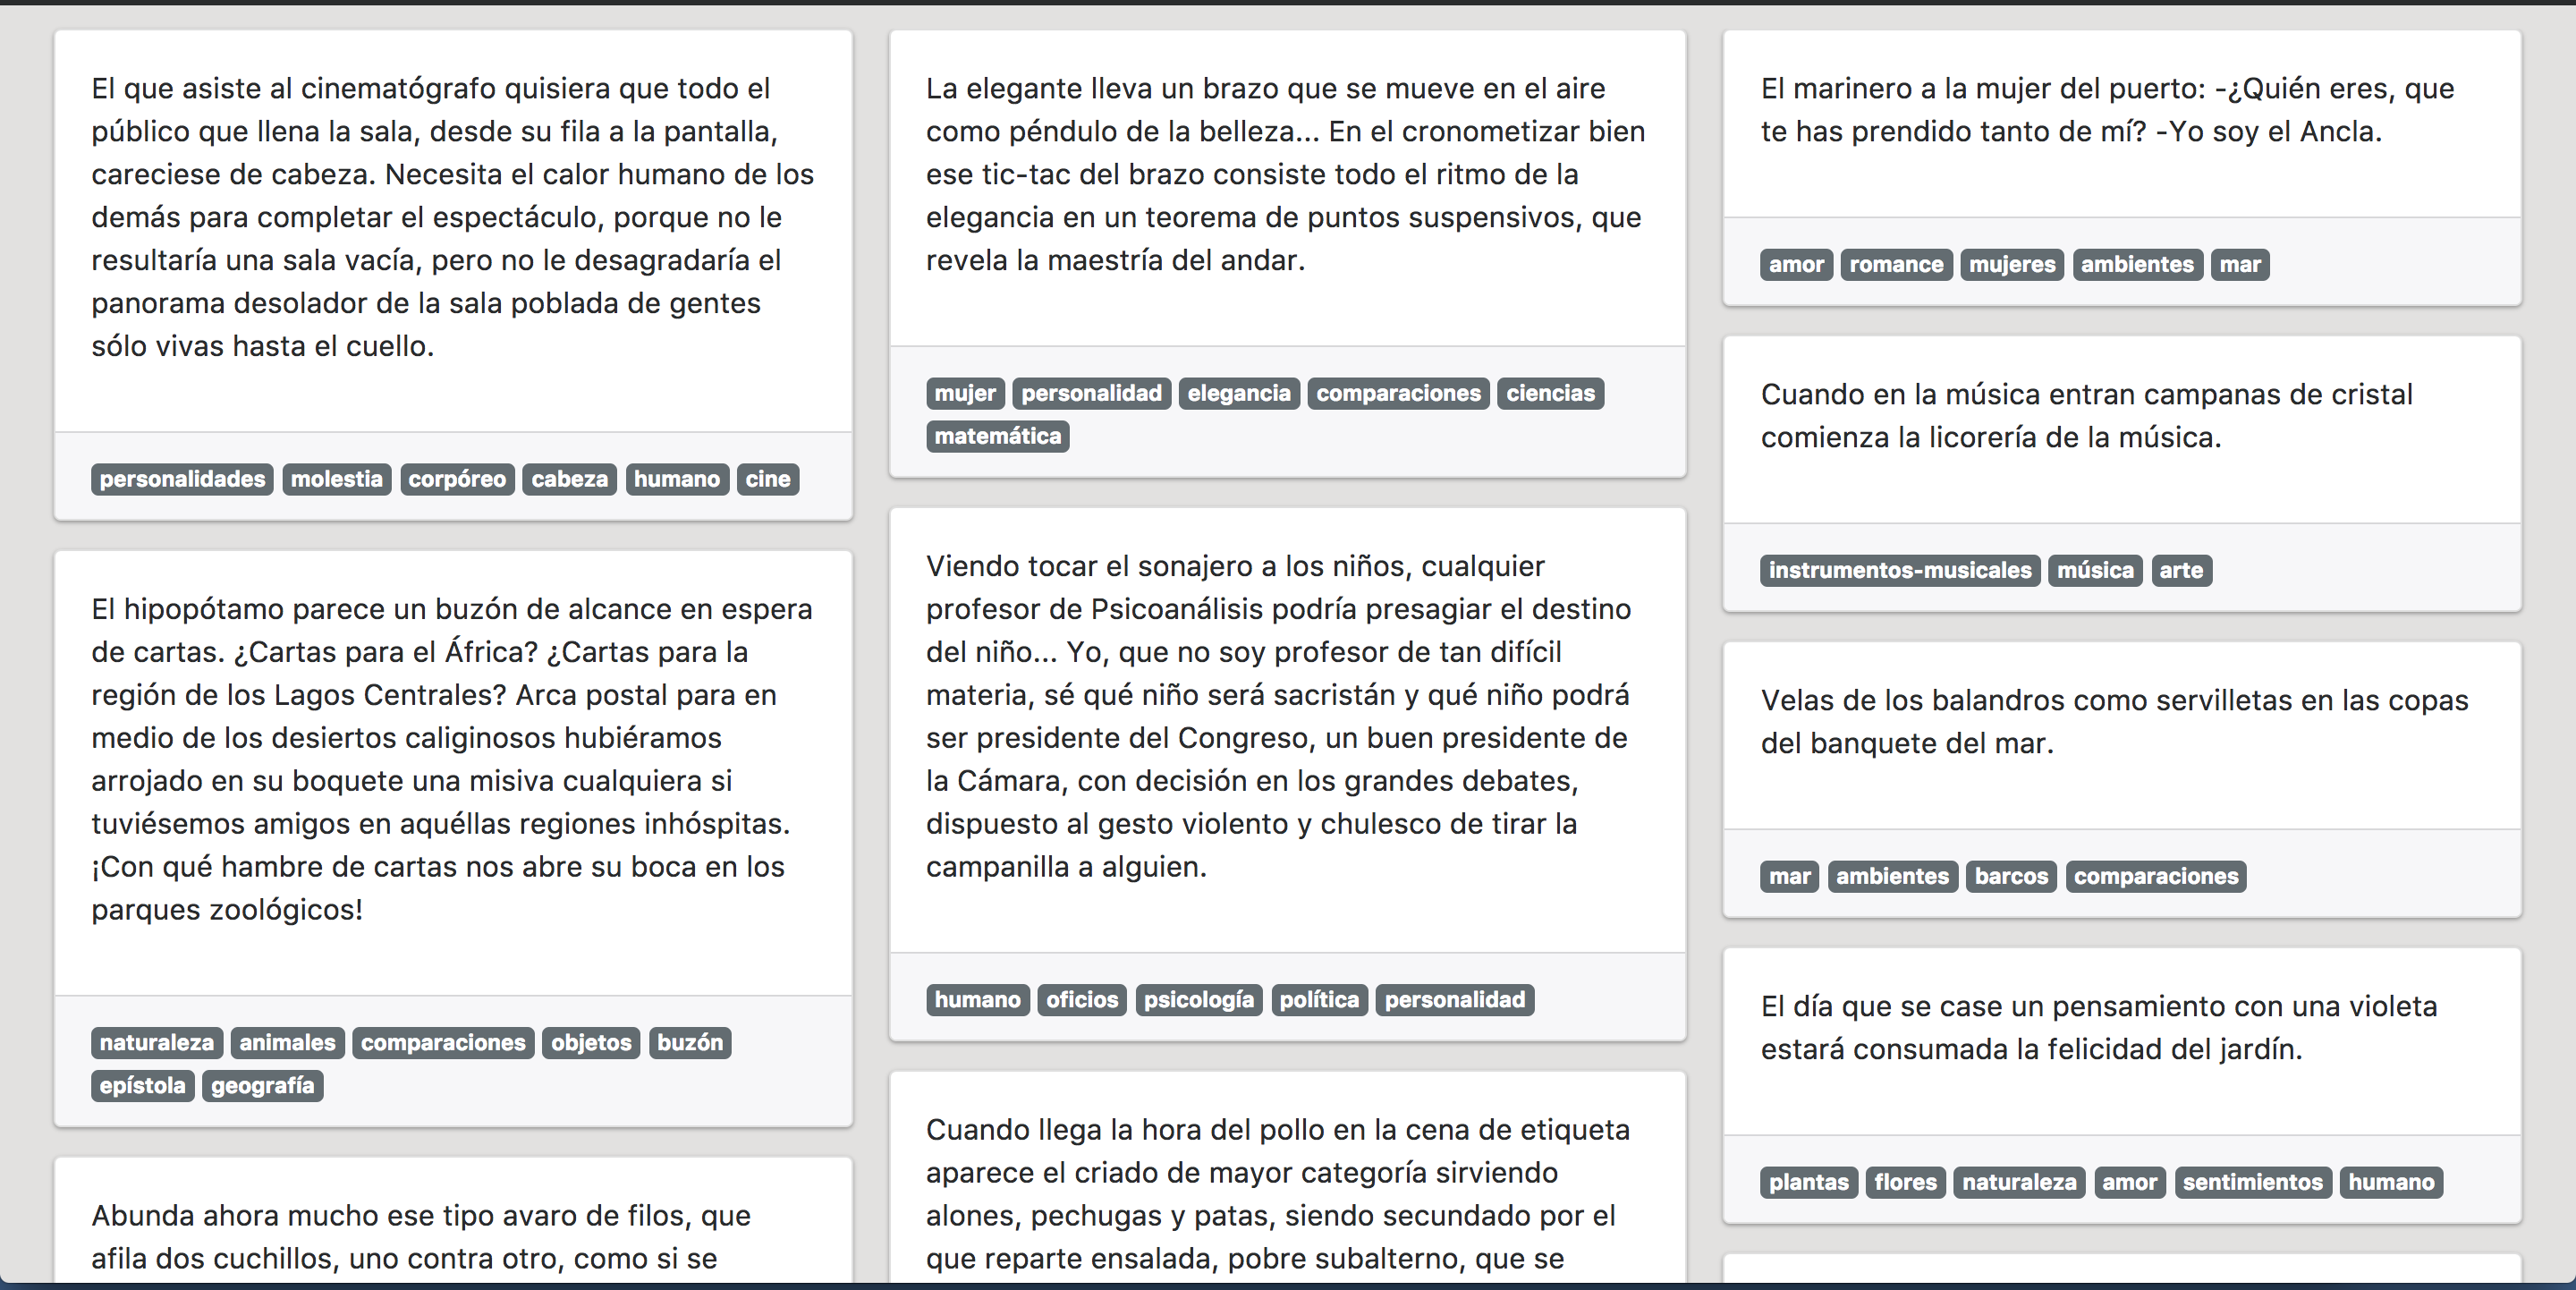 El que asiste al cinematógrafo quisiera que todo el
público que llena la sala, desde su fila a la pantalla,
careciese de cabeza. Necesita el calor humano de los
demás para completar el espectáculo, porque no le
resultaría una sala vacía, pero no le desagradaría el
panorama desolador de la sala poblada de gentes
sólo vivas hasta el cuello.
personalidades molestia corpóreo cabeza humano cine
El hipopótamo parece un buzón de alcance en espera
de cartas. ¿Cartas para el África? ¿Cartas para la
región de los Lagos Centrales? Arca postal para en
medio de los desiertos caliginosos hubiéramos
arrojado en su boquete una misiva cualquiera si
tuviésemos amigos en aquéllas regiones inhóspitas.
¡Con qué hambre de cartas nos abre su boca en los
parques zoológicos!
naturaleza animales comparaciones objetos buzón
epístola geografía
Abunda ahora mucho ese tipo avaro de filos, que
afila dos cuchillos, uno contra otro, como si se
La elegante lleva un brazo que se mueve en el aire
como péndulo de la belleza... En el cronometizar bien
ese tic-tac del brazo consiste todo el ritmo de la
elegancia en un teorema de puntos suspensivos, que
revela la maestría del andar.
mujer personalidad elegancia comparaciones ciencias
matemática
Viendo tocar el sonajero a los niños, cualquier
profesor de Psicoanálisis podría presagiar el destino
del niño... Yo, que no soy profesor de tan difícil
materia, sé qué niño será sacristán y qué niño podrá
ser presidente del Congreso, un buen presidente de
la Cámara, con decisión en los grandes debates,
dispuesto al gesto violento y chulesco de tirar la
campanilla a alguien.
humano oficios psicología política personalidad
Cuando llega la hora del pollo en la cena de etiqueta
aparece el criado de mayor categoría sirviendo
alones, pechugas y patas, siendo secundado por el
que reparte ensalada, pobre subalterno, que se
El marinero a la mujer del puerto: -¿Quién eres, que
te has prendido tanto de mí? -Yo soy el Ancla.
amor romance mujeres ambientes mar
Cuando en la música entran campanas de cristal
comienza la licorería de la música.
instrumentos-musicales música arte
Velas de los balandros como servilletas en las copas
del banquete del mar.
mar ambientes barcos comparaciones
El día que se case un pensamiento con una violeta
estará consumada la felicidad del jardín.
plantas flores naturaleza amor sentimientos humano